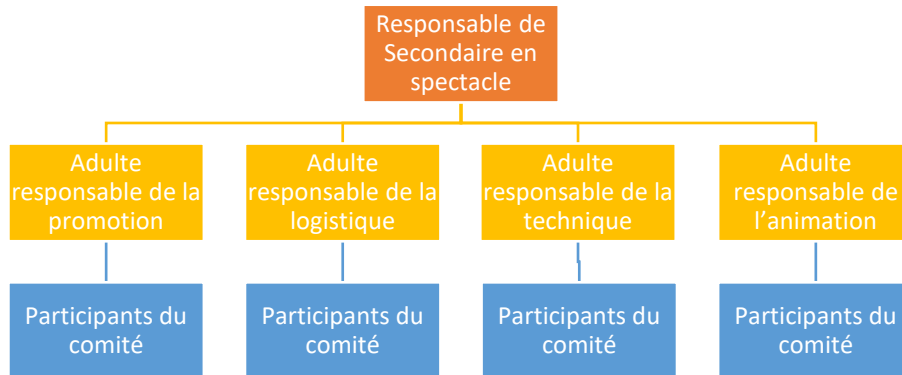 Responsable de
Secondaire en
spectacle
Adulte
responsable de la
promotion
Adulte
responsable de la
logistique
Adulte
responsable de la
technique
Adulte
responsable de
l’animation
Participants du
comité
Participants du
comité
Participants du
comité
Participants du
comité